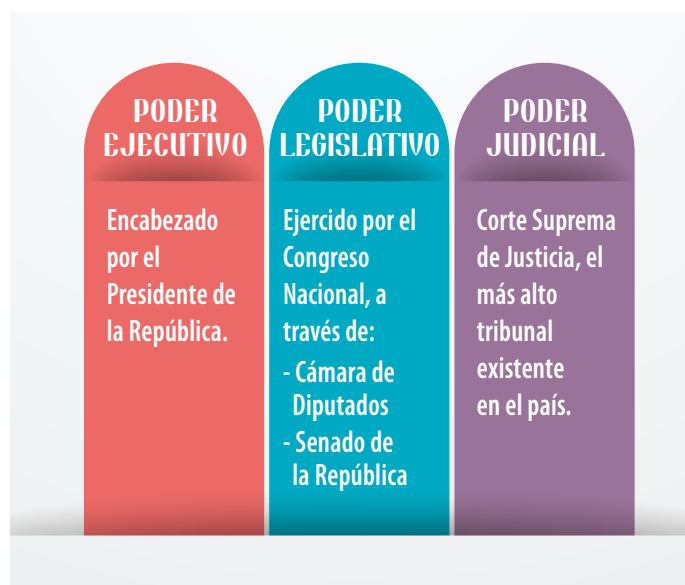 PODER
EJECUTIVO
Encabezado
por el
Presidente de
la República.
PODER
LEGISLATIVO
Ejercido por el
Congreso
Nacional, a
través de:
- Cámara de
Diputados
- Senado de
la República
PODER
JUDICIAL
Corte Suprema
de Justicia, el
más alto
tribunal
existente
en el país.